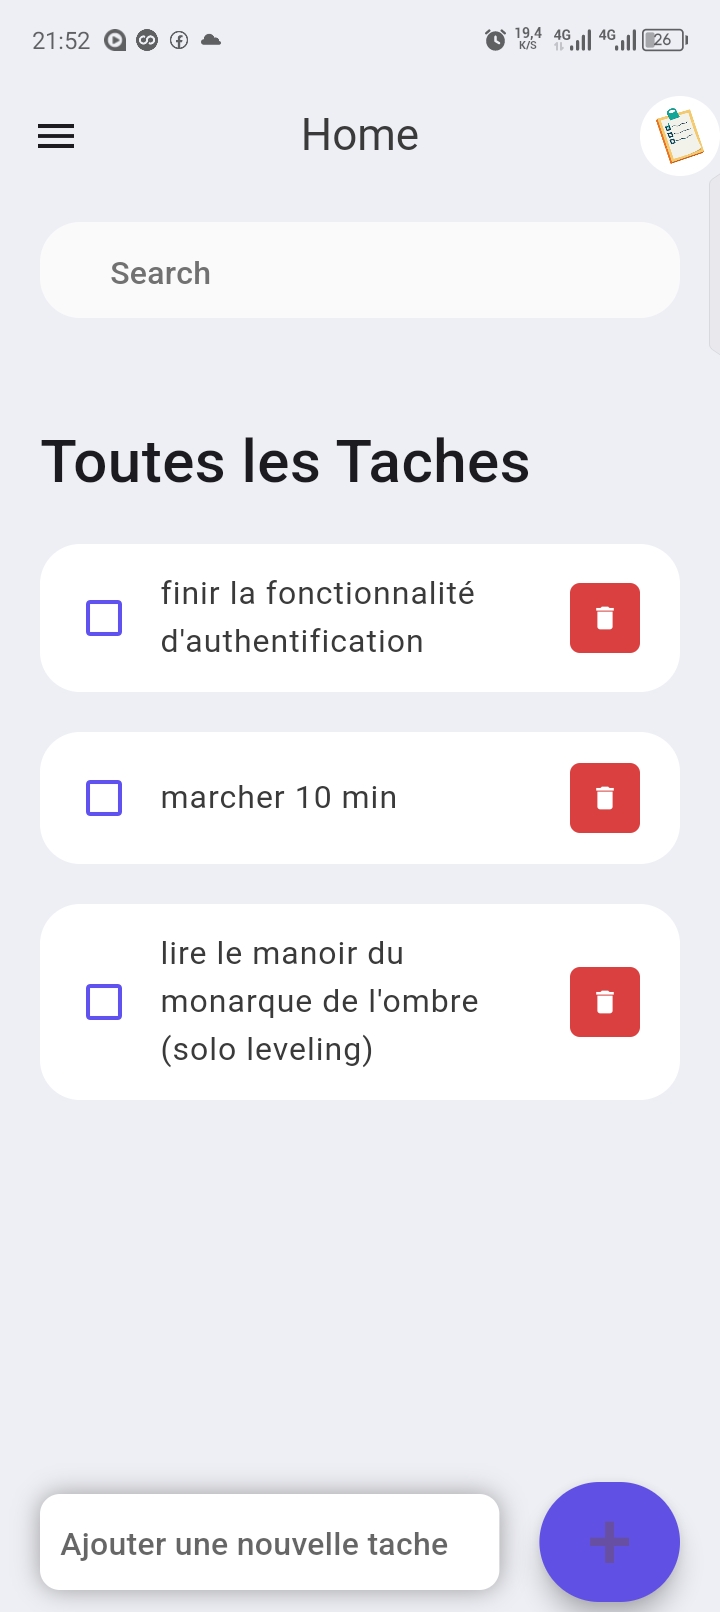 21:52 19,4 K/S 4G 4G 26
Home
Search
Toutes les Taches
finir la fonctionnalité
d'authentification
marcher 10 min
lire le manoir du
monarque de l'ombre
(solo leveling)
Ajouter une nouvelle tache
+